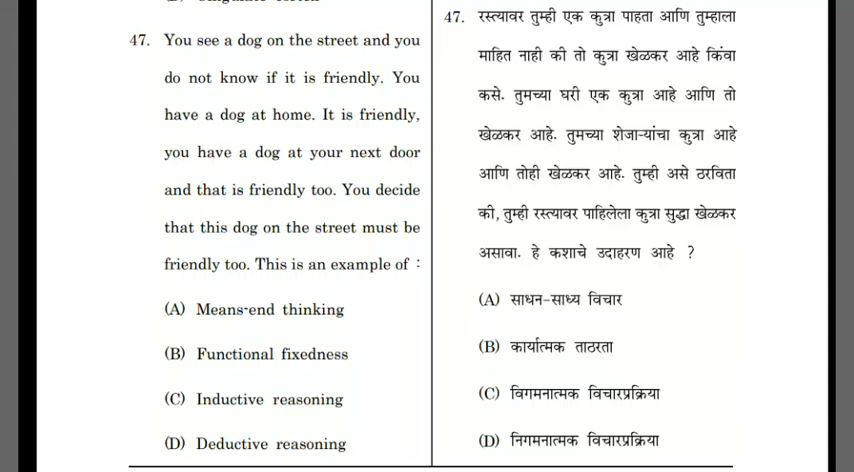 47. You see a dog on the street and you
do not know if it is friendly. You
have a dog at home. It is friendly,
you have a dog at your next door
and that is friendly too. You decide
that this dog on the street must be
friendly too. This is an example of :
(A) Means-end thinking
(B) Functional fixedness
(C) Inductive reasoning
(D) Deductive reasoning
47. रस्त्यावर तुम्ही एक कुत्रा पाहता आणि तुम्हाला
माहित नाही की तो कुत्रा खेळकर आहे किंवा
कसे. तुमच्या घरी एक कुत्रा आहे आणि तो
खेळकर आहे. तुमच्या शेजाऱ्यांचा कुत्रा आहे
आणि तोही खेळकर आहे. तुम्ही असे ठरविता
की, तुम्ही रस्त्यावर पाहिलेला कुत्रा सुद्धा खेळकर
असावा. हे कशाचे उदाहरण आहे ?
(A) साधन-साध्य विचार
(B) कार्यात्मक ताठरता
(C) विगमनात्मक विचारप्रक्रिया
(D) निगमनात्मक विचारप्रक्रिया